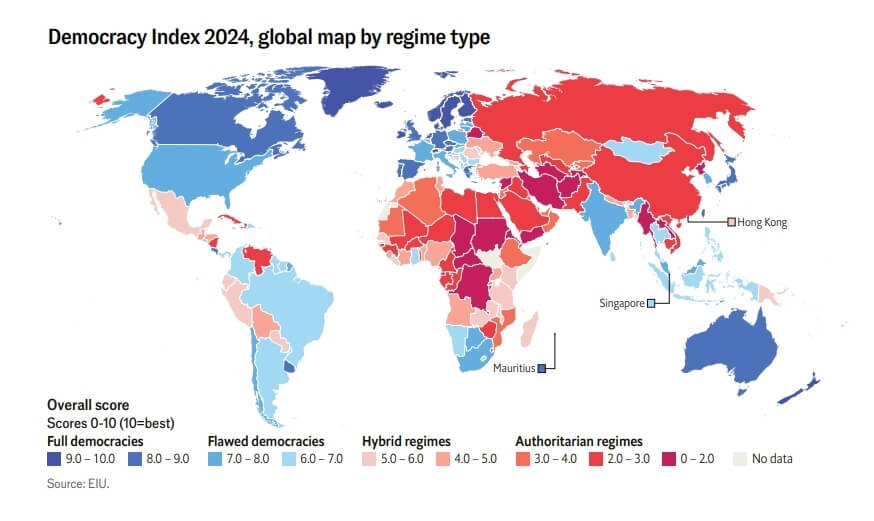 Democracy Index 2024, global map by regime type
Hong Kong
Singapore
Mauritius
Overall score
Scores 0-10 (10=best)
Full democracies
9.0 – 10.0
8.0 – 9.0
Flawed democracies
7.0 – 8.0
6.0 – 7.0
Hybrid regimes
5.0 – 6.0
4.0 – 5.0
Authoritarian regimes
3.0 – 4.0
2.0 – 3.0
0 – 2.0
No data
Source: EIU.